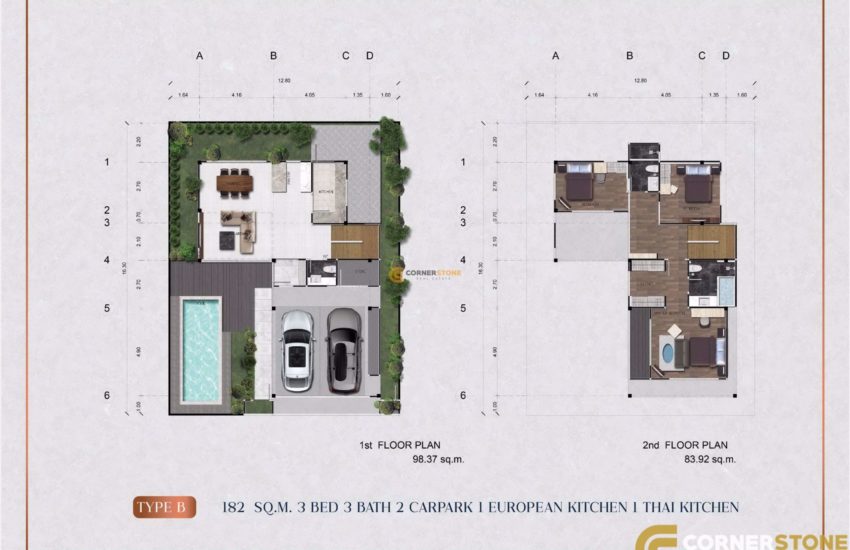 A B C D
12.80
1.64 4.16 4.05 1.35 1.60
2.20
1
2.70
2
0.70
3
2.10
4
16.30
2.70
5
4.90
6
1.00
KITCHEN
1st FLOOR PLAN
98.37 sq.m.
A B C D
12.80
1.64 4.16 4.05 1.35 1.60
2.20
1
2.70
2
0.70
3
2.10
4
16.30
2.70
5
4.90
6
1.00
2nd FLOOR PLAN
83.92 sq.m.
CORNERSTONE
REAL ESTATE
TYPE B 182 SQ.M. 3 BED 3 BATH 2 CARPARK 1 EUROPEAN KITCHEN 1 THAI KITCHEN
CORNERSTONE